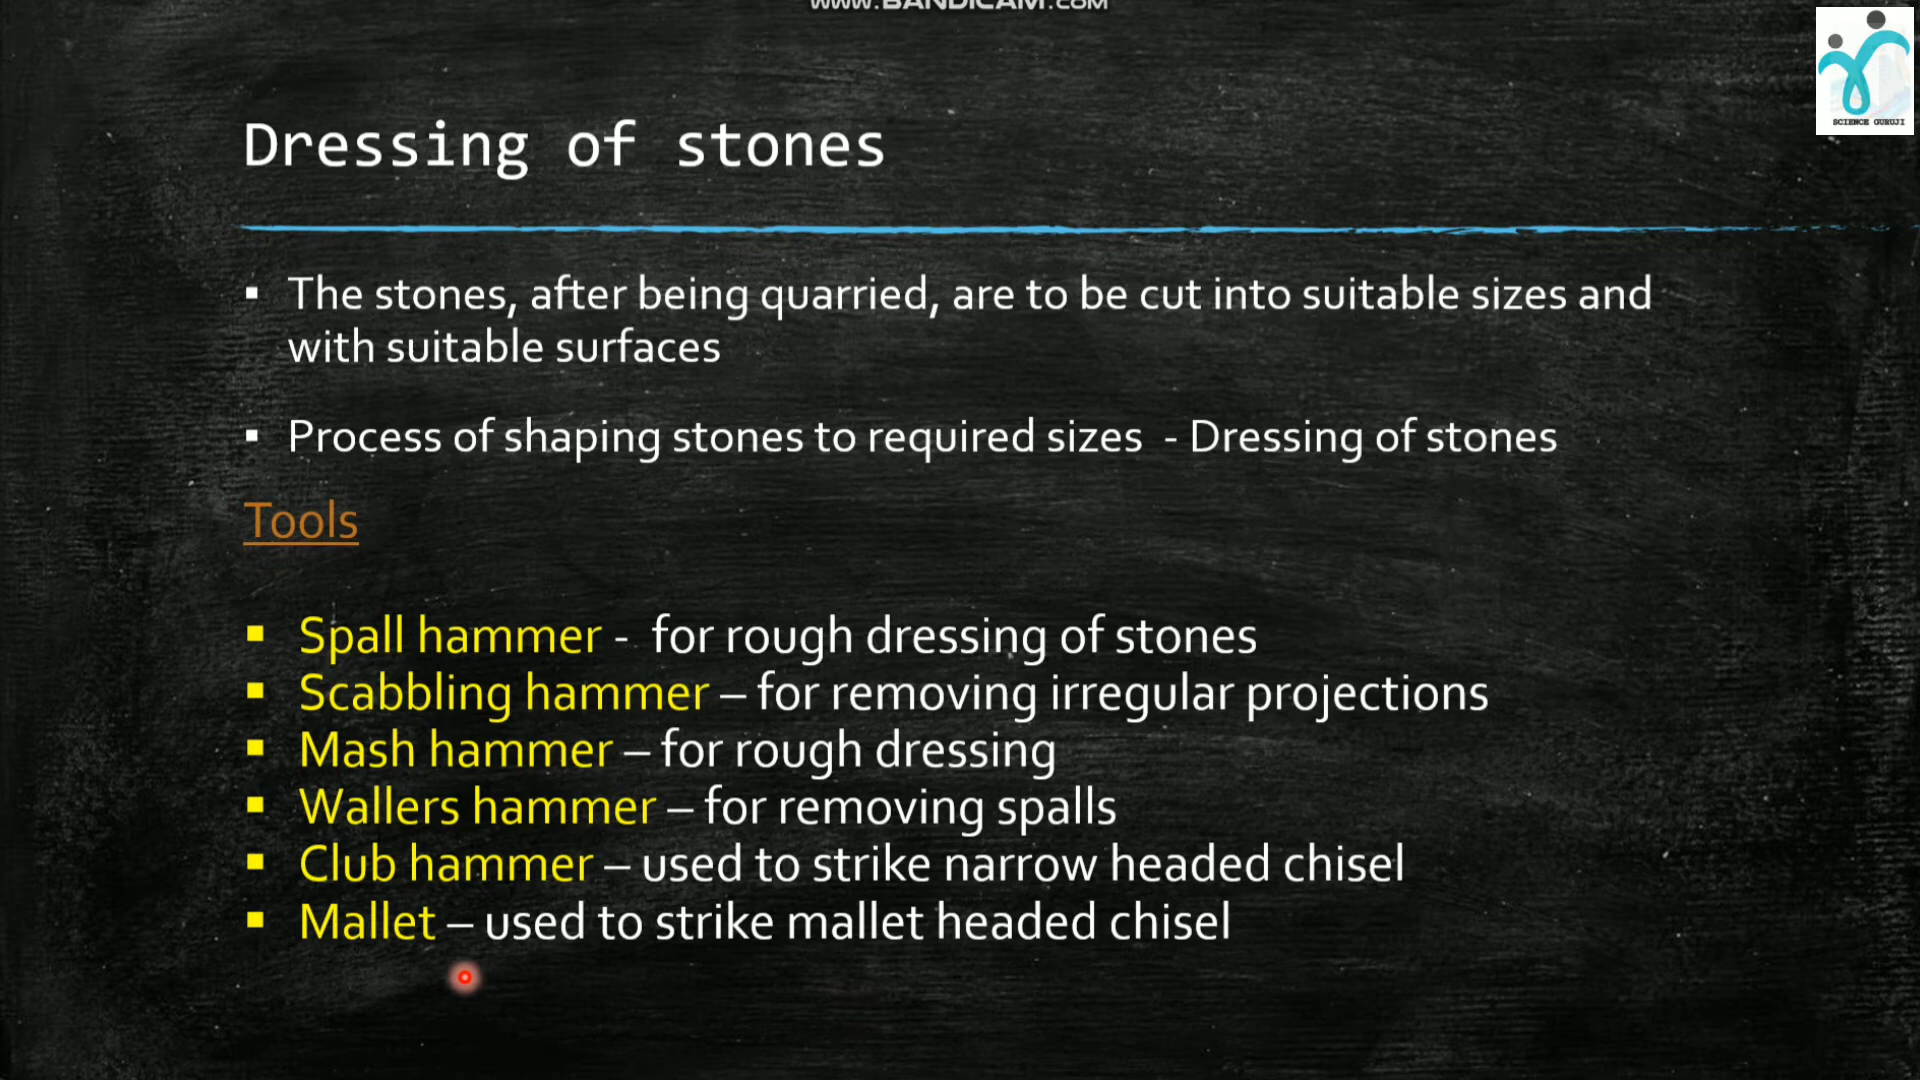 www.BANDICAM.COM
SCIENCE GURUJI
Dressing of stones
▪ The stones, after being quarried, are to be cut into suitable sizes and
with suitable surfaces
▪ Process of shaping stones to required sizes - Dressing of stones
Tools
▪ Spall hammer - for rough dressing of stones
▪ Scabbling hammer – for removing irregular projections
▪ Mash hammer – for rough dressing
▪ Wallers hammer – for removing spalls
▪ Club hammer – used to strike narrow headed chisel
▪ Mallet – used to strike mallet headed chisel